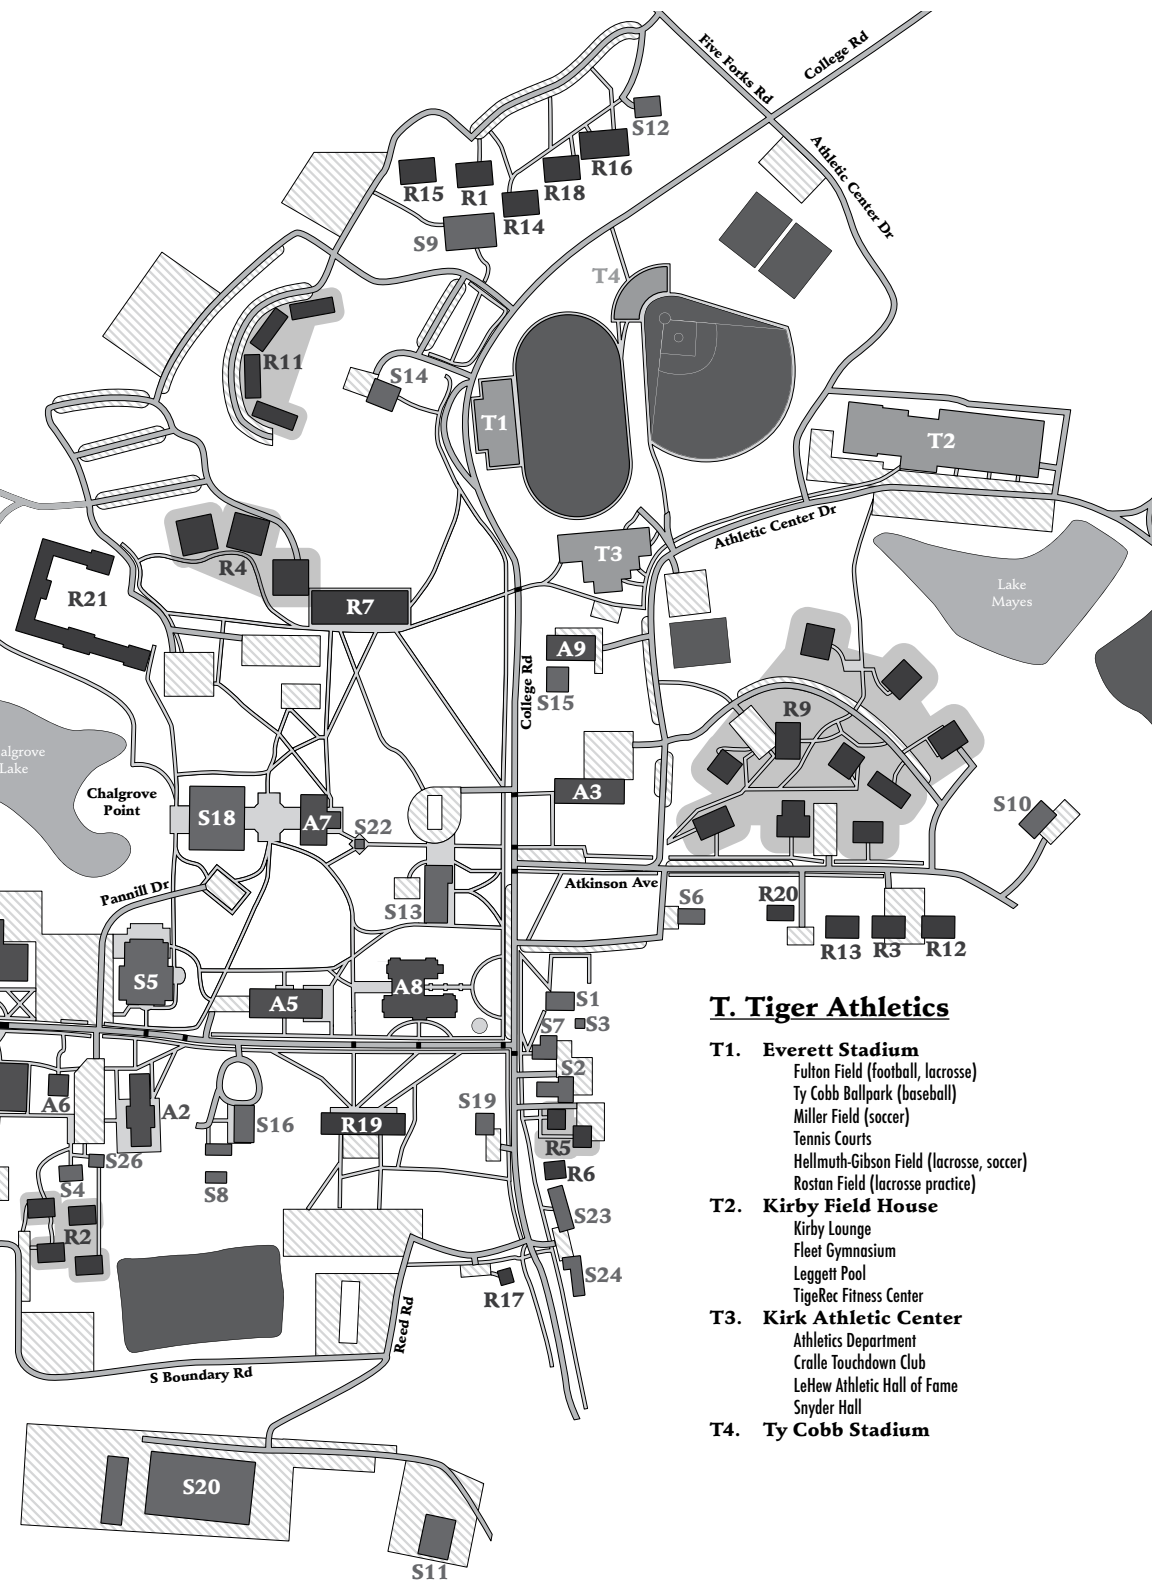 Five Forks Rd
College Rd
S12
Athletic Center Dr
R16
R18
R15
R1
R14
S9
T4
R11
S14
T1
T2
Athletic Center Dr
T3
R4
R21
R7
Lake
Mayes
A9
S15
College Rd
R9
algrove
Lake
Chalgrove
Point
S18
A7
S22
A3
S10
Pannill Dr
S13
Atkinson Ave
S6
R20
R13
R3
R12
S5
A5
A8
S1
S3
S7
S2
A6
A2
S16
R19
S19
R5
S26
S4
S8
R6
R2
S23
S24
R17
Reed Rd
S Boundary Rd
S20
S11
T. Tiger Athletics
T1. Everett Stadium
Fulton Field (football, lacrosse)
Ty Cobb Ballpark (baseball)
Miller Field (soccer)
Tennis Courts
Hellmuth-Gibson Field (lacrosse, soccer)
Rostan Field (lacrosse practice)
T2. Kirby Field House
Kirby Lounge
Fleet Gymnasium
Leggett Pool
TigeRec Fitness Center
T3. Kirk Athletic Center
Athletics Department
Cralle Touchdown Club
LeHew Athletic Hall of Fame
Snyder Hall
T4. Ty Cobb Stadium